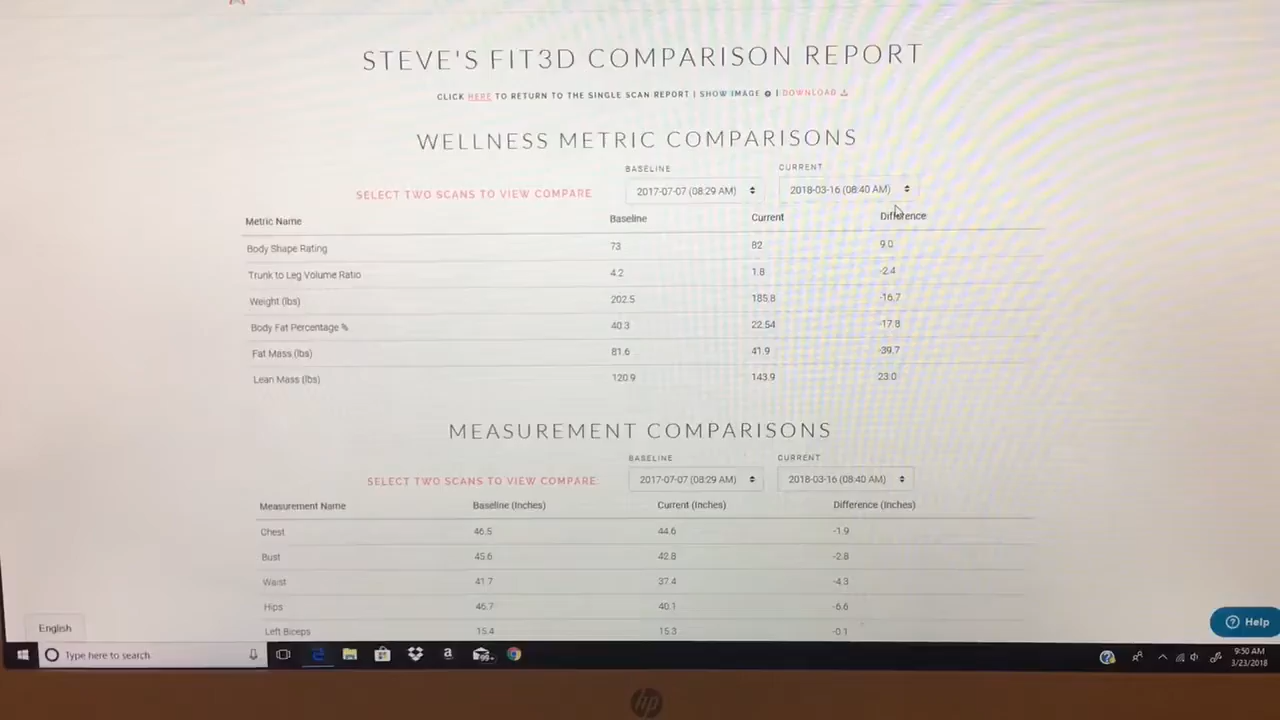 STEVE'S FIT3D COMPARISON REPORT
CLICK HERE TO RETURN TO THE SINGLE SCAN REPORT | SHOW IMAGE | DOWNLOAD
WELLNESS METRIC COMPARISONS
BASELINE CURRENT
SELECT TWO SCANS TO VIEW COMPARE 2017-07-07 (08:29 AM) 2018-03-16 (08:40 AM)
Metric Name Baseline Current Difference
Body Shape Rating 73 82 9.0
Trunk to Leg Volume Ratio 4.2 1.8 -2.4
Weight (lbs) 202.5 185.8 -16.7
Body Fat Percentage % 40.3 22.54 -17.8
Fat Mass (lbs) 81.6 41.9 -39.7
Lean Mass (lbs) 120.9 143.9 23.0
MEASUREMENT COMPARISONS
BASELINE CURRENT
SELECT TWO SCANS TO VIEW COMPARE: 2017-07-07 (08:29 AM) 2018-03-16 (08:40 AM)
Measurement Name Baseline (Inches) Current (Inches) Difference (Inches)
Chest 46.5 44.6 -1.9
Bust 45.6 42.8 -2.8
Waist 41.7 37.4 -4.3
Hips 46.7 40.1 -6.6
Left Biceps 15.4 15.3 -0.1
English
Help
Type here to search
a
99+
9:50 AM
3/23/2018
hp